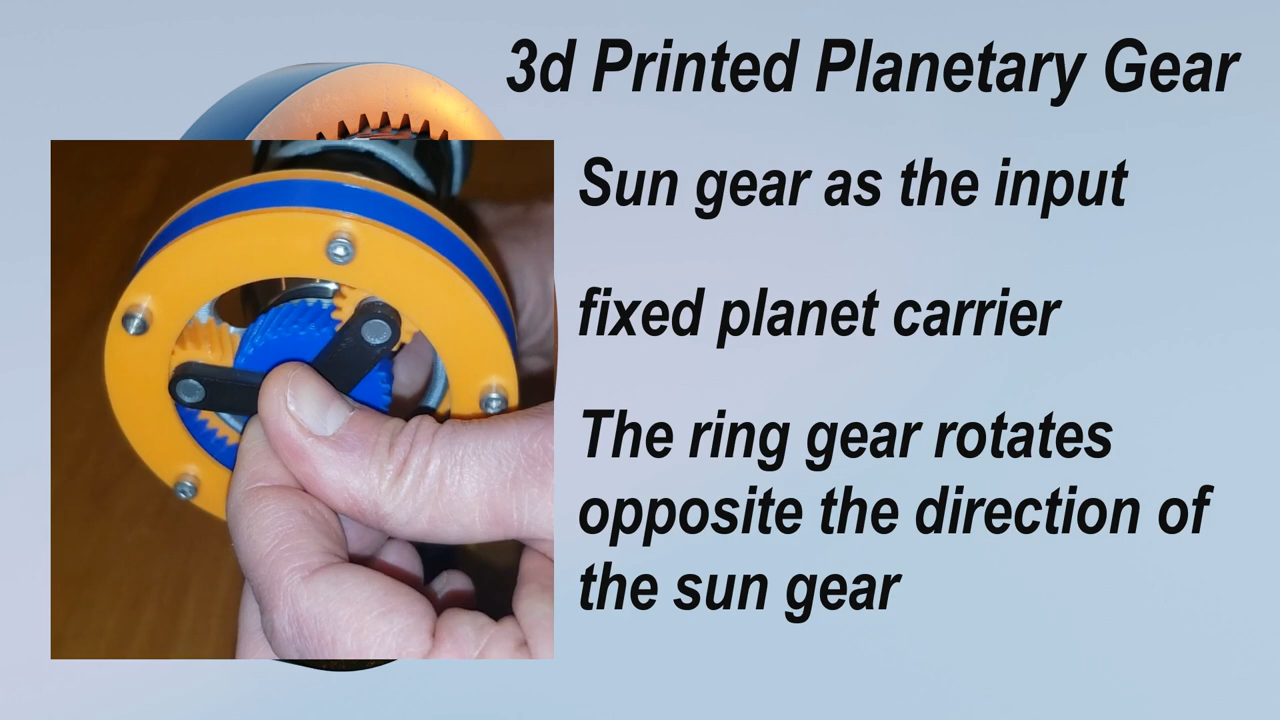 3d Printed Planetary Gear
Sun gear as the input
fixed planet carrier
The ring gear rotates
opposite the direction of
the sun gear